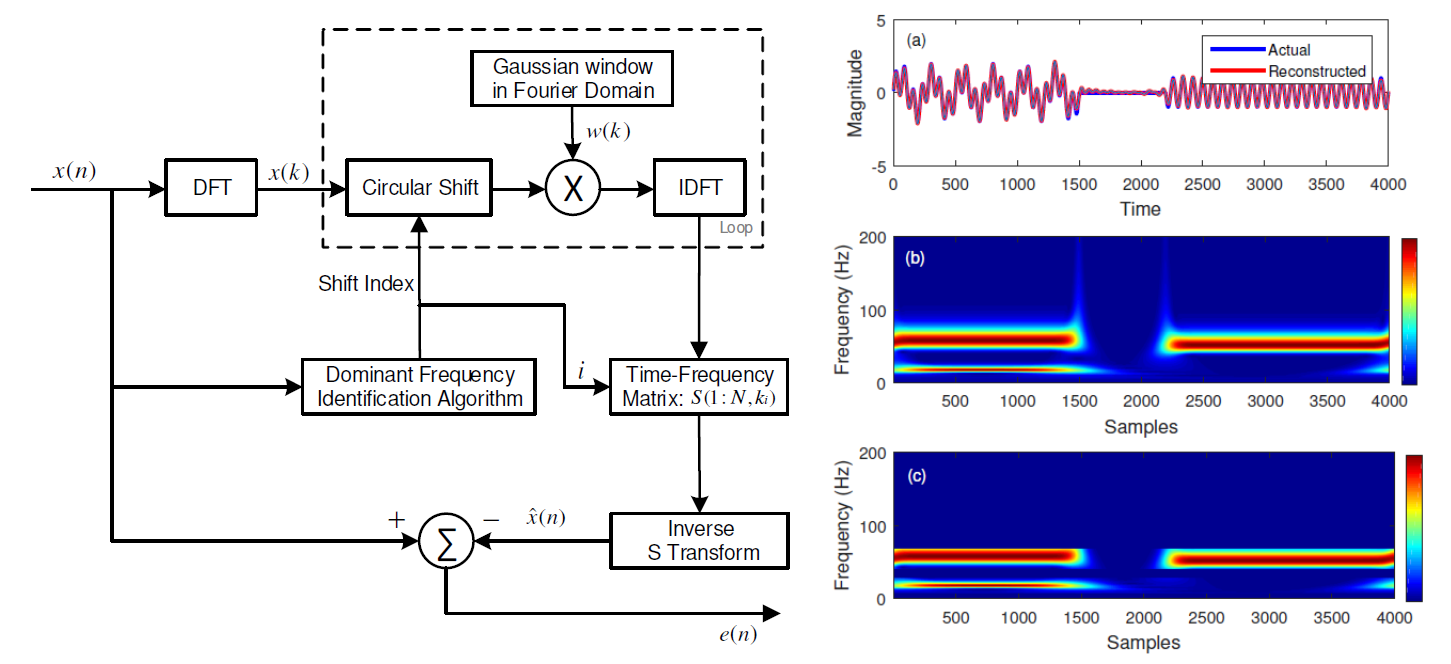 Gaussian window
in Fourier Domain
w(k)
x(n)
DFT
x(k)
Circular Shift
X
IDFT
Loop
Shift Index
Dominant Frequency
Identification Algorithm
i
Time-Frequency
Matrix: S(1:N,ki)
+
−
Σ
x̂(n)
Inverse
S Transform
e(n)
(a)
Actual
Reconstructed
Magnitude
5
0
-5
0 500 1000 1500 2000 2500 3000 3500 4000
Time
(b)
Frequency (Hz)
200
100
0
500 1000 1500 2000 2500 3000 3500 4000
Samples
(c)
Frequency (Hz)
200
100
0
500 1000 1500 2000 2500 3000 3500 4000
Samples